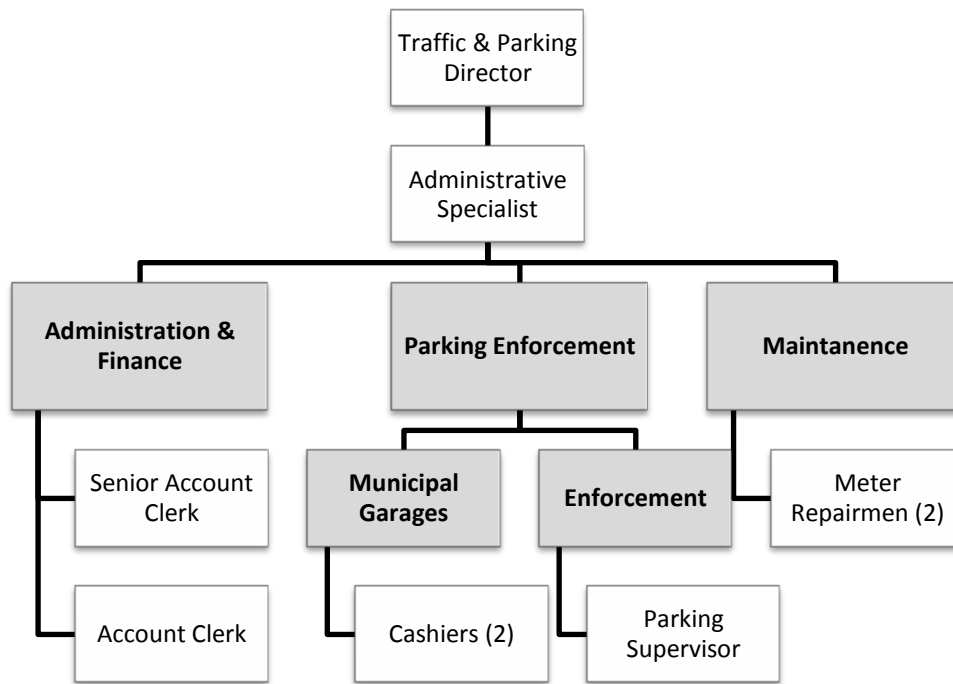 Traffic & Parking
Director
Administrative
Specialist
Administration &
Finance
Parking Enforcement
Maintanence
Senior Account
Clerk
Municipal
Garages
Enforcement
Meter
Repairmen (2)
Account Clerk
Cashiers (2)
Parking
Supervisor